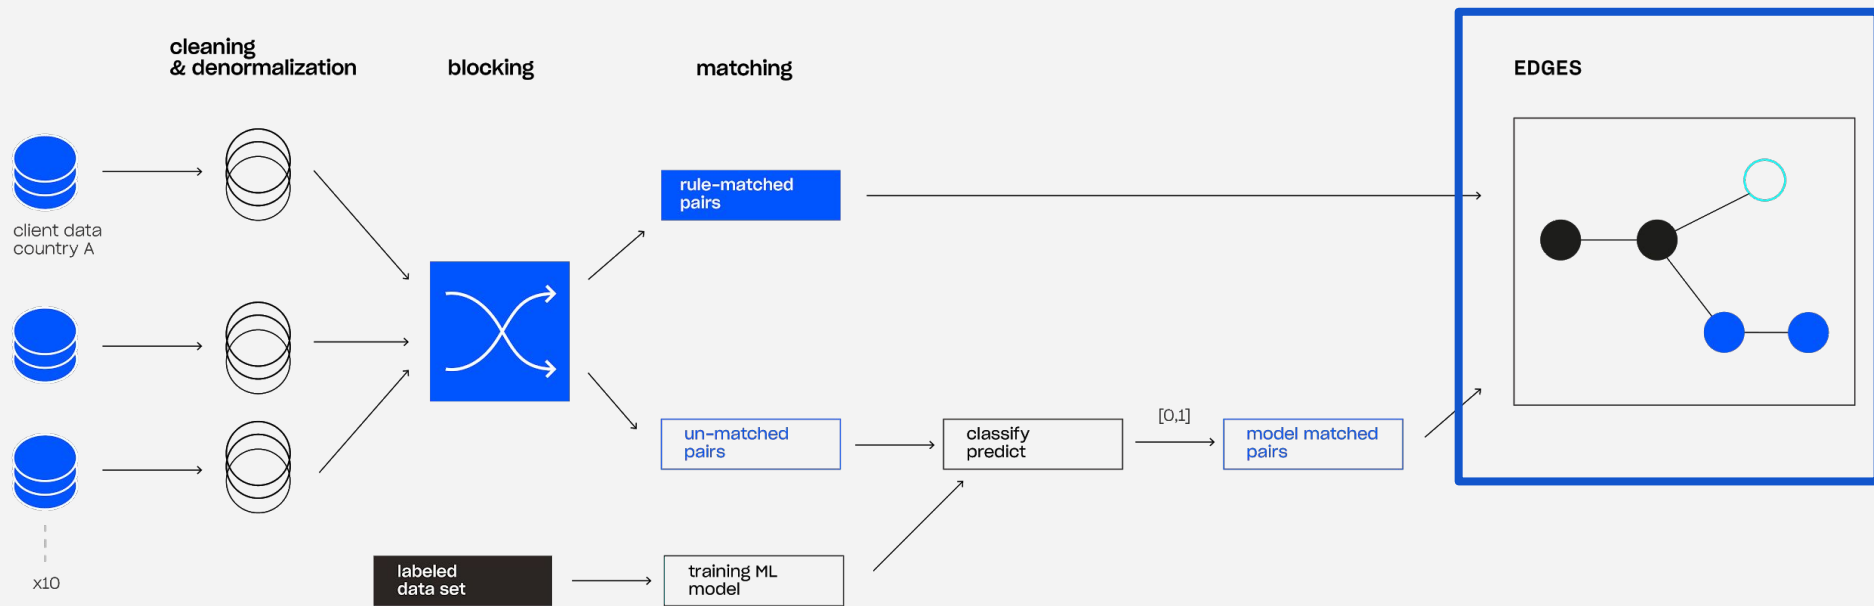 cleaning
& denormalization
blocking
matching
EDGES
client data
country A
rule-matched
pairs
un-matched
pairs
classify
predict
[0,1]
model matched
pairs
x10
labeled
data set
training ML
model